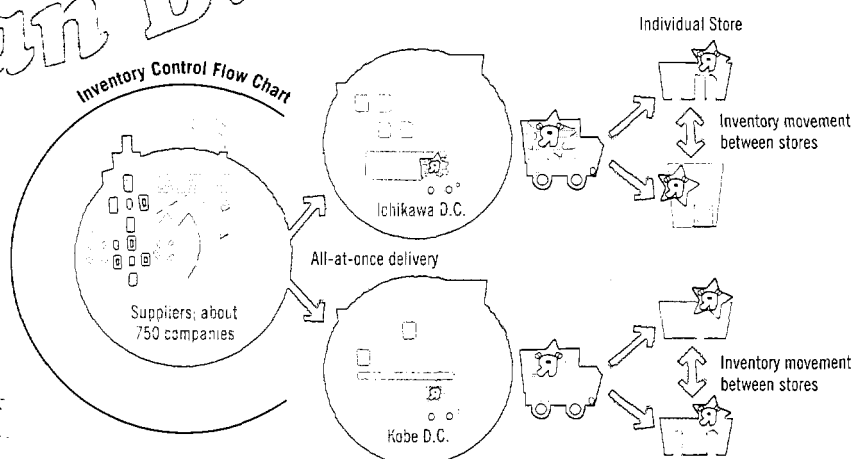 Inventory Control Flow Chart
Individual Store
Inventory movement
between stores
Ichikawa D.C.
All-at-once delivery
Suppliers; about
750 companies
Inventory movement
between stores
Kobe D.C.